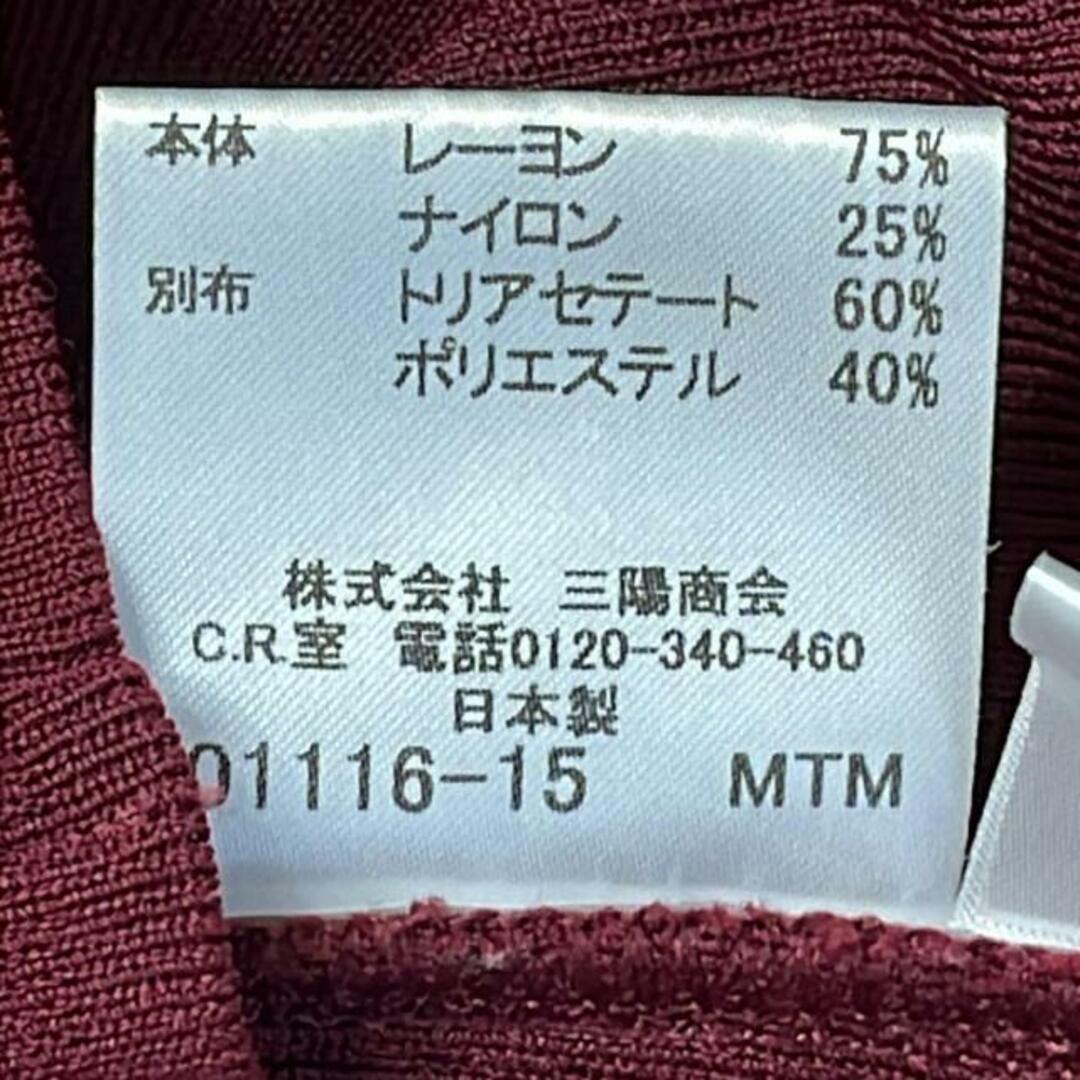 本体 レーヨン 75%
ナイロン 25%
別布 トリアセテート 60%
ポリエステル 40%
株式会社 三陽商会
C.R.室 電話0120-340-460
日本製
01116-15 MTM